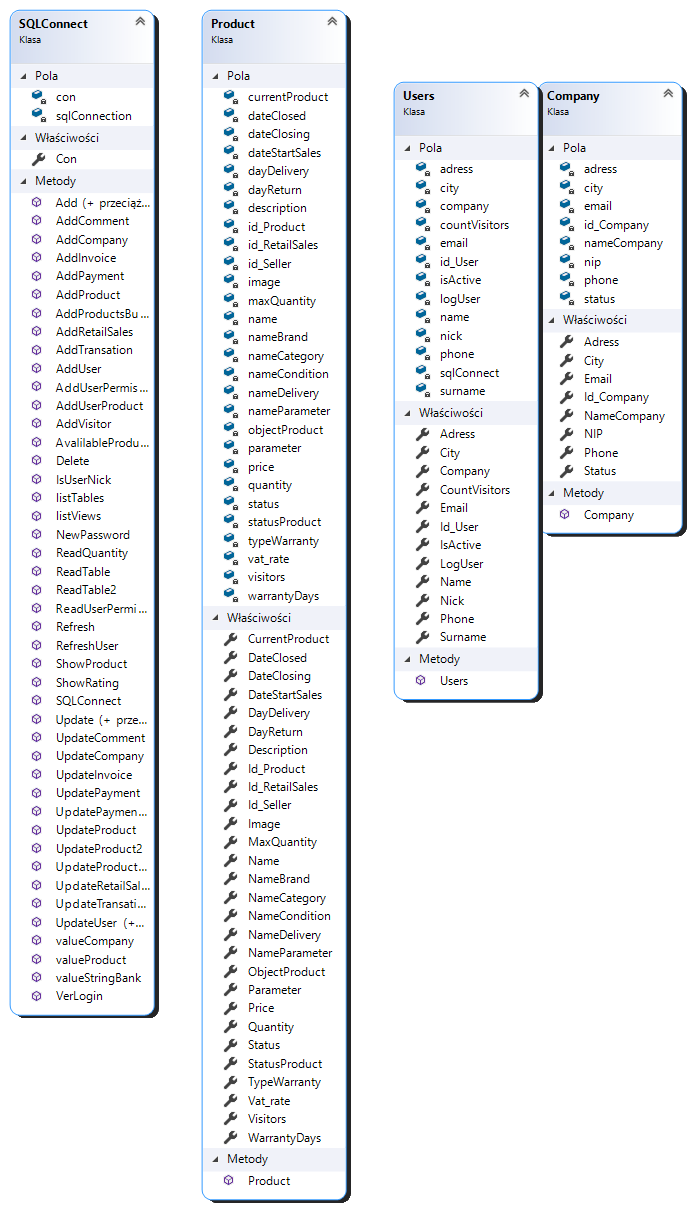 SQLConnect
Klasa
Pola
con
sqlConnection
Właściwości
Con
Metody
Add (+ przeciąż...
AddComment
AddCompany
AddInvoice
AddPayment
AddProduct
AddProductsBu...
AddRetailSales
AddTransation
AddUser
AddUserPermis...
AddUserProduct
AddVisitor
AvalilableProdu...
Delete
IsUserNick
listTables
listViews
NewPassword
ReadQuantity
ReadTable
ReadTable2
ReadUserPermi...
Refresh
RefreshUser
ShowProduct
ShowRating
SQLConnect
Update (+ prze...
UpdateComment
UpdateCompany
UpdateInvoice
UpdatePayment
UpdatePaymen...
UpdateProduct
UpdateProduct2
UpdateProduct...
UpdateRetailSal...
UpdateTransati...
UpdateUser (+...
valueCompany
valueProduct
valueStringBank
VerLogin
Product
Klasa
Pola
currentProduct
dateClosed
dateClosing
dateStartSales
dayDelivery
dayReturn
description
id_Product
id_RetailSales
id_Seller
image
maxQuantity
name
nameBrand
nameCategory
nameCondition
nameDelivery
nameParameter
objectProduct
parameter
price
quantity
status
statusProduct
typeWarranty
vat_rate
visitors
warrantyDays
Właściwości
CurrentProduct
DateClosed
DateClosing
DateStartSales
DayDelivery
DayReturn
Description
Id_Product
Id_RetailSales
Id_Seller
Image
MaxQuantity
Name
NameBrand
NameCategory
NameCondition
NameDelivery
NameParameter
ObjectProduct
Parameter
Price
Quantity
Status
StatusProduct
TypeWarranty
Vat_rate
Visitors
WarrantyDays
Metody
Product
Users
Klasa
Pola
adress
city
company
countVisitors
email
id_User
isActive
logUser
name
nick
phone
sqlConnect
surname
Właściwości
Adress
City
Company
CountVisitors
Email
Id_User
IsActive
LogUser
Name
Nick
Phone
Surname
Metody
Users
Company
Klasa
Pola
adress
city
email
id_Company
nameCompany
nip
phone
status
Właściwości
Adress
City
Email
Id_Company
NameCompany
NIP
Phone
Status
Metody
Company